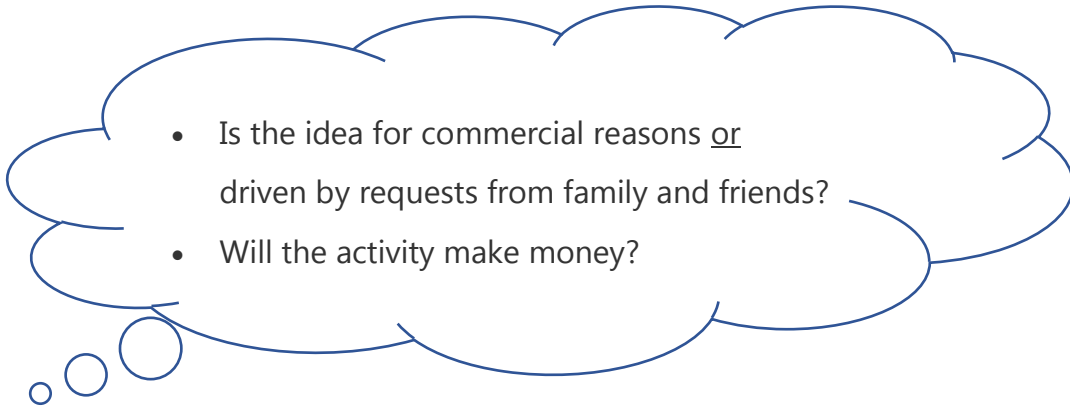 • Is the idea for commercial reasons or
driven by requests from family and friends?
• Will the activity make money?